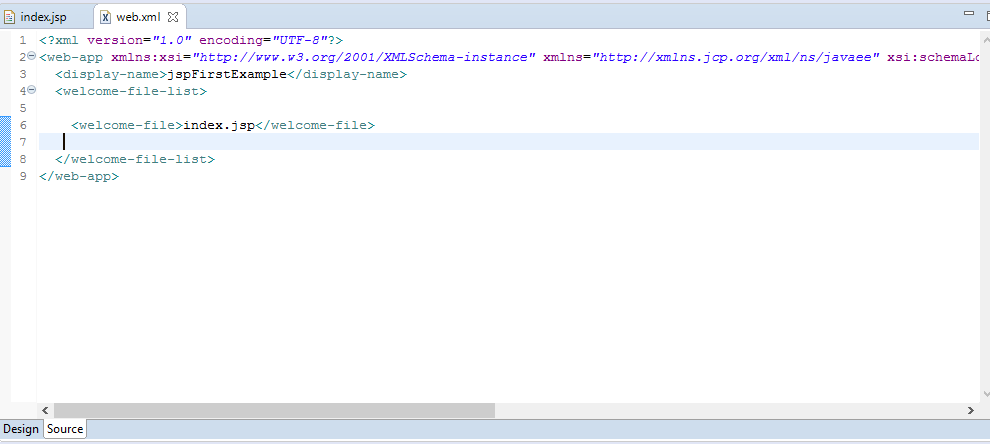 index.jsp web.xml
1 <?xml version="1.0" encoding="UTF-8"?>
2 <web-app xmlns:xsi="http://www.w3.org/2001/XMLSchema-instance" xmlns="http://xmlns.jcp.org/xml/ns/javaee" xsi:schemaLo
3 <display-name>jspFirstExample</display-name>
4 <welcome-file-list>
5
6 <welcome-file>index.jsp</welcome-file>
7
8 </welcome-file-list>
9 </web-app>
Design Source